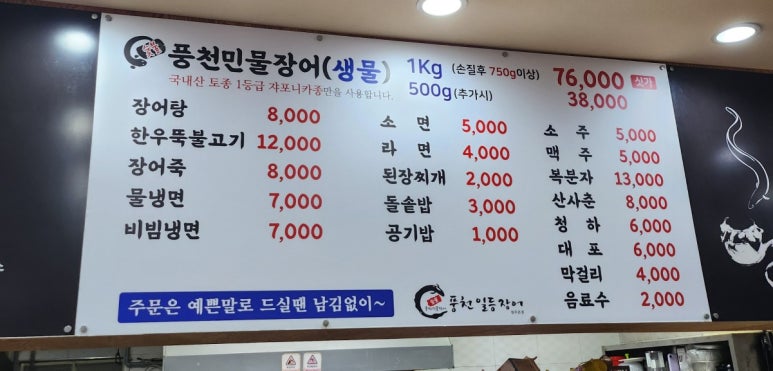 풍천민물장어(생물) 1Kg (손질후 750g이상) 76,000 싯가
국내산 토종 1등급 쟈포니카종만을 사용합니다. 500g(추가시) 38,000
장어탕 8,000
한우뚝불고기 12,000
장어죽 8,000
물냉면 7,000
비빔냉면 7,000
소면 5,000
라면 4,000
된장찌개 2,000
돌솥밥 3,000
공기밥 1,000
소주 5,000
맥주 5,000
복분자 13,000
산사춘 8,000
청하 6,000
대포 6,000
막걸리 4,000
음료수 2,000
주문은 예쁜말로 드실땐 남김없이~
풍천일등장어